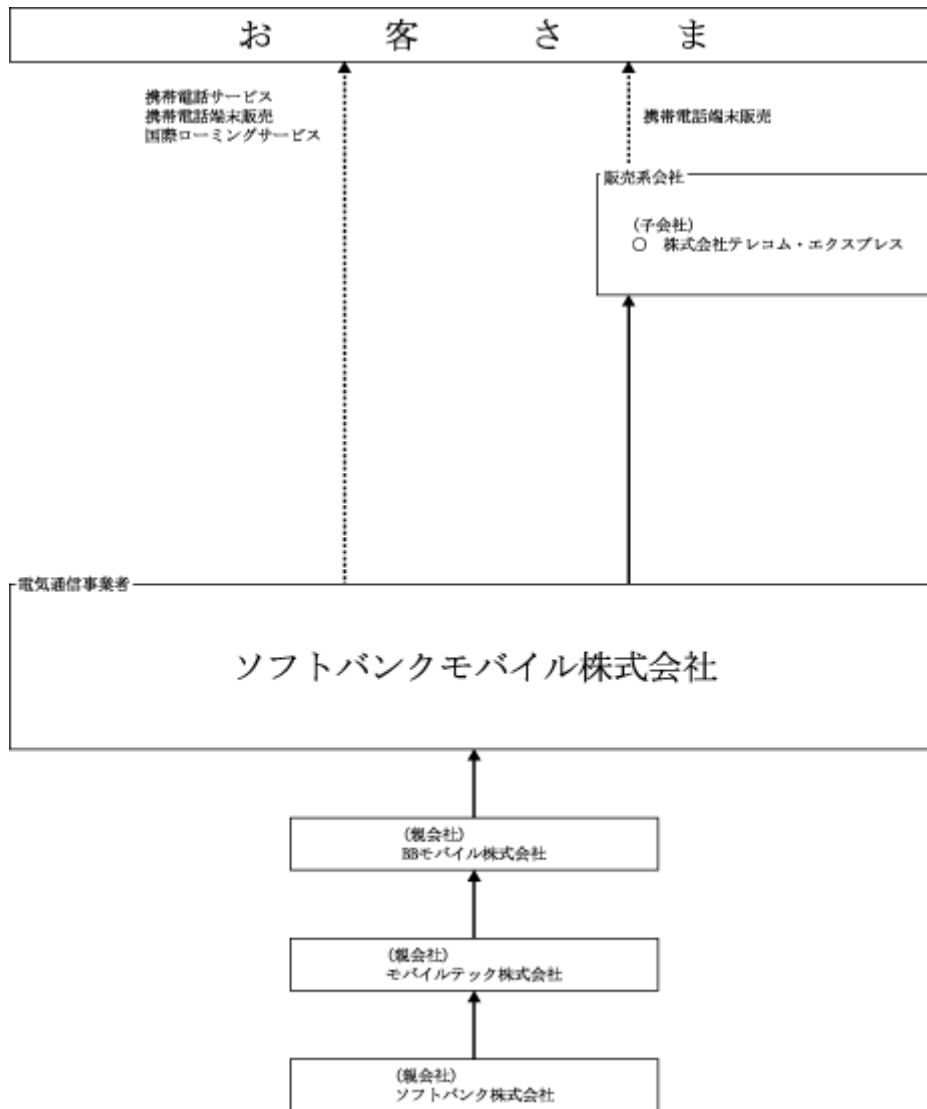 お客さま
携帯電話サービス
携帯電話端末販売
国際ローミングサービス
携帯電話端末販売
販売系会社
(子会社)
○ 株式会社テレコム・エクスプレス
電気通信事業者
ソフトバンクモバイル株式会社
(親会社)
BBモバイル株式会社
(親会社)
モバイルテック株式会社
(親会社)
ソフトバンク株式会社